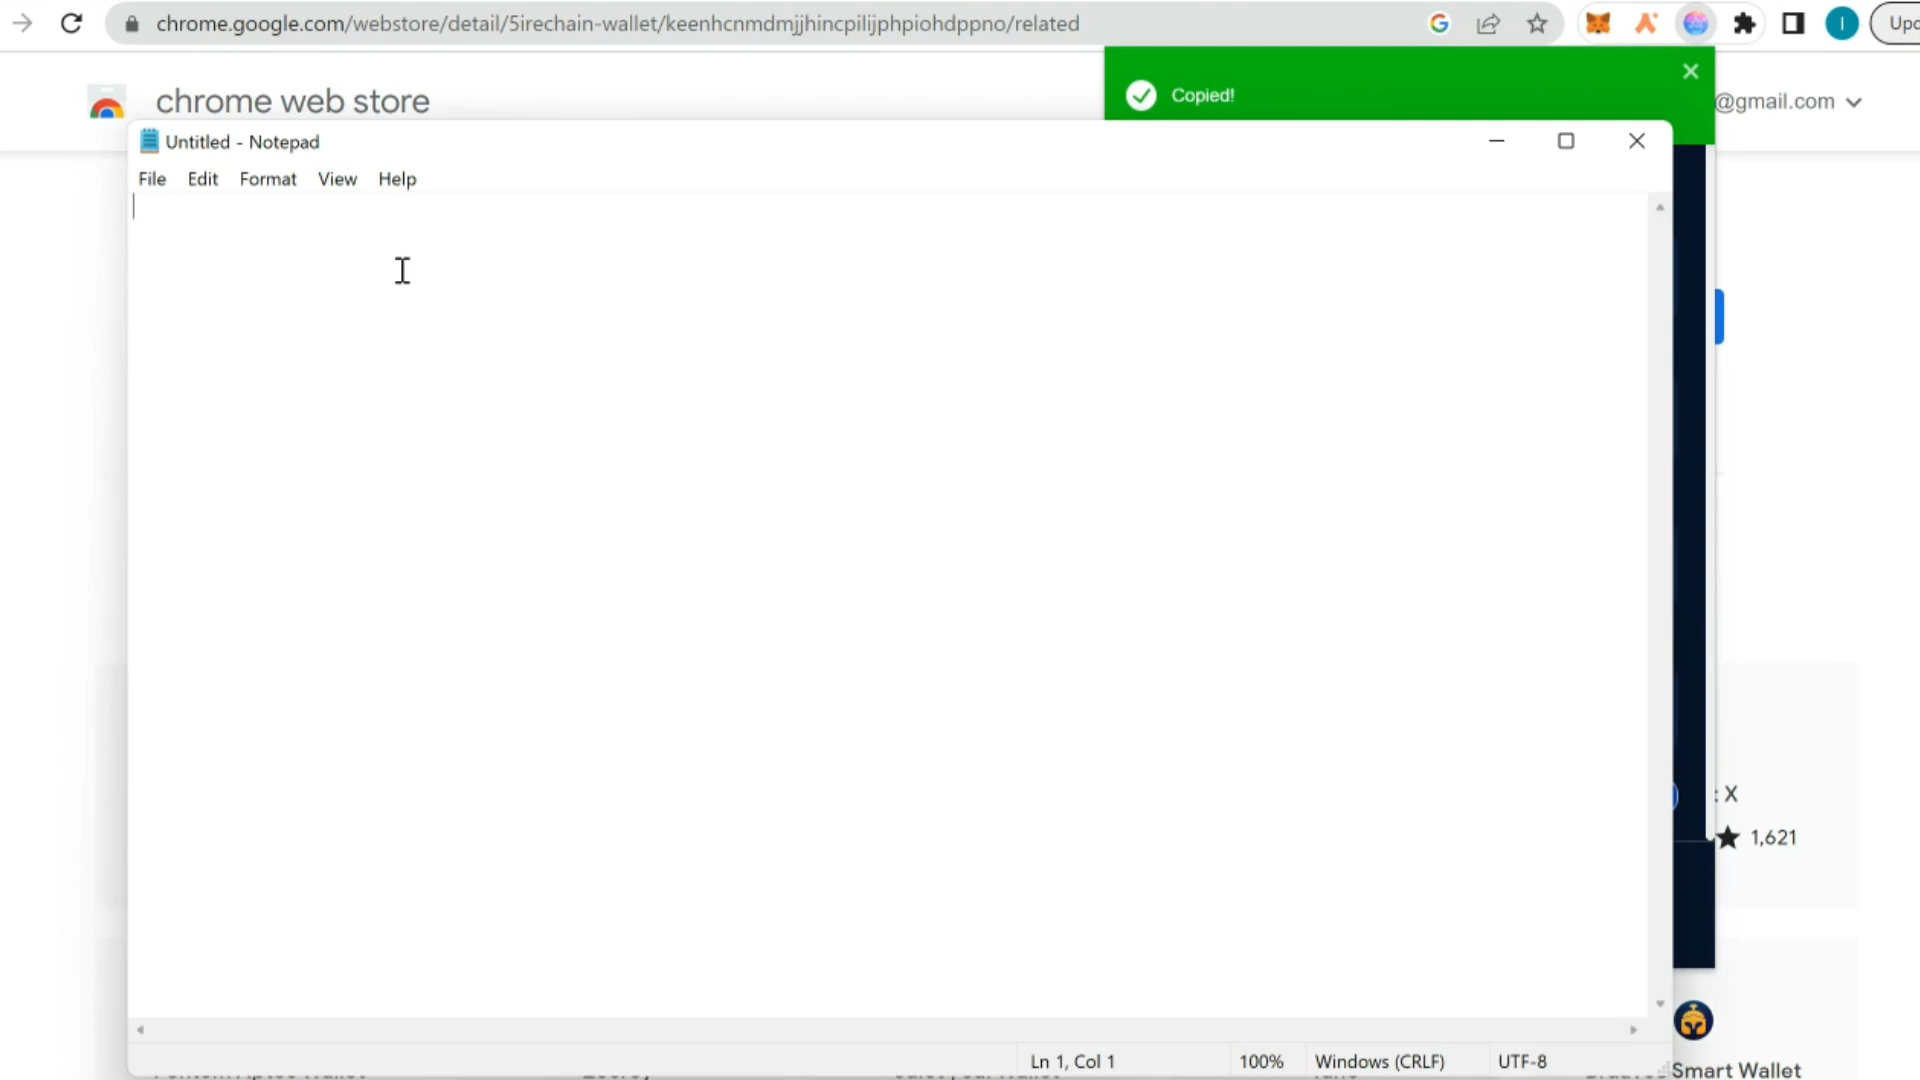 chrome.google.com/webstore/detail/5irechain-wallet/keenhcnmdmjjhincpilijphpiohdppno/related
Upd
chrome web store
Copied!
@gmail.com
Untitled - Notepad
File Edit Format View Help
: X
1,621
Ln 1, Col 1 100% Windows (CRLF) UTF-8
Smart Wallet